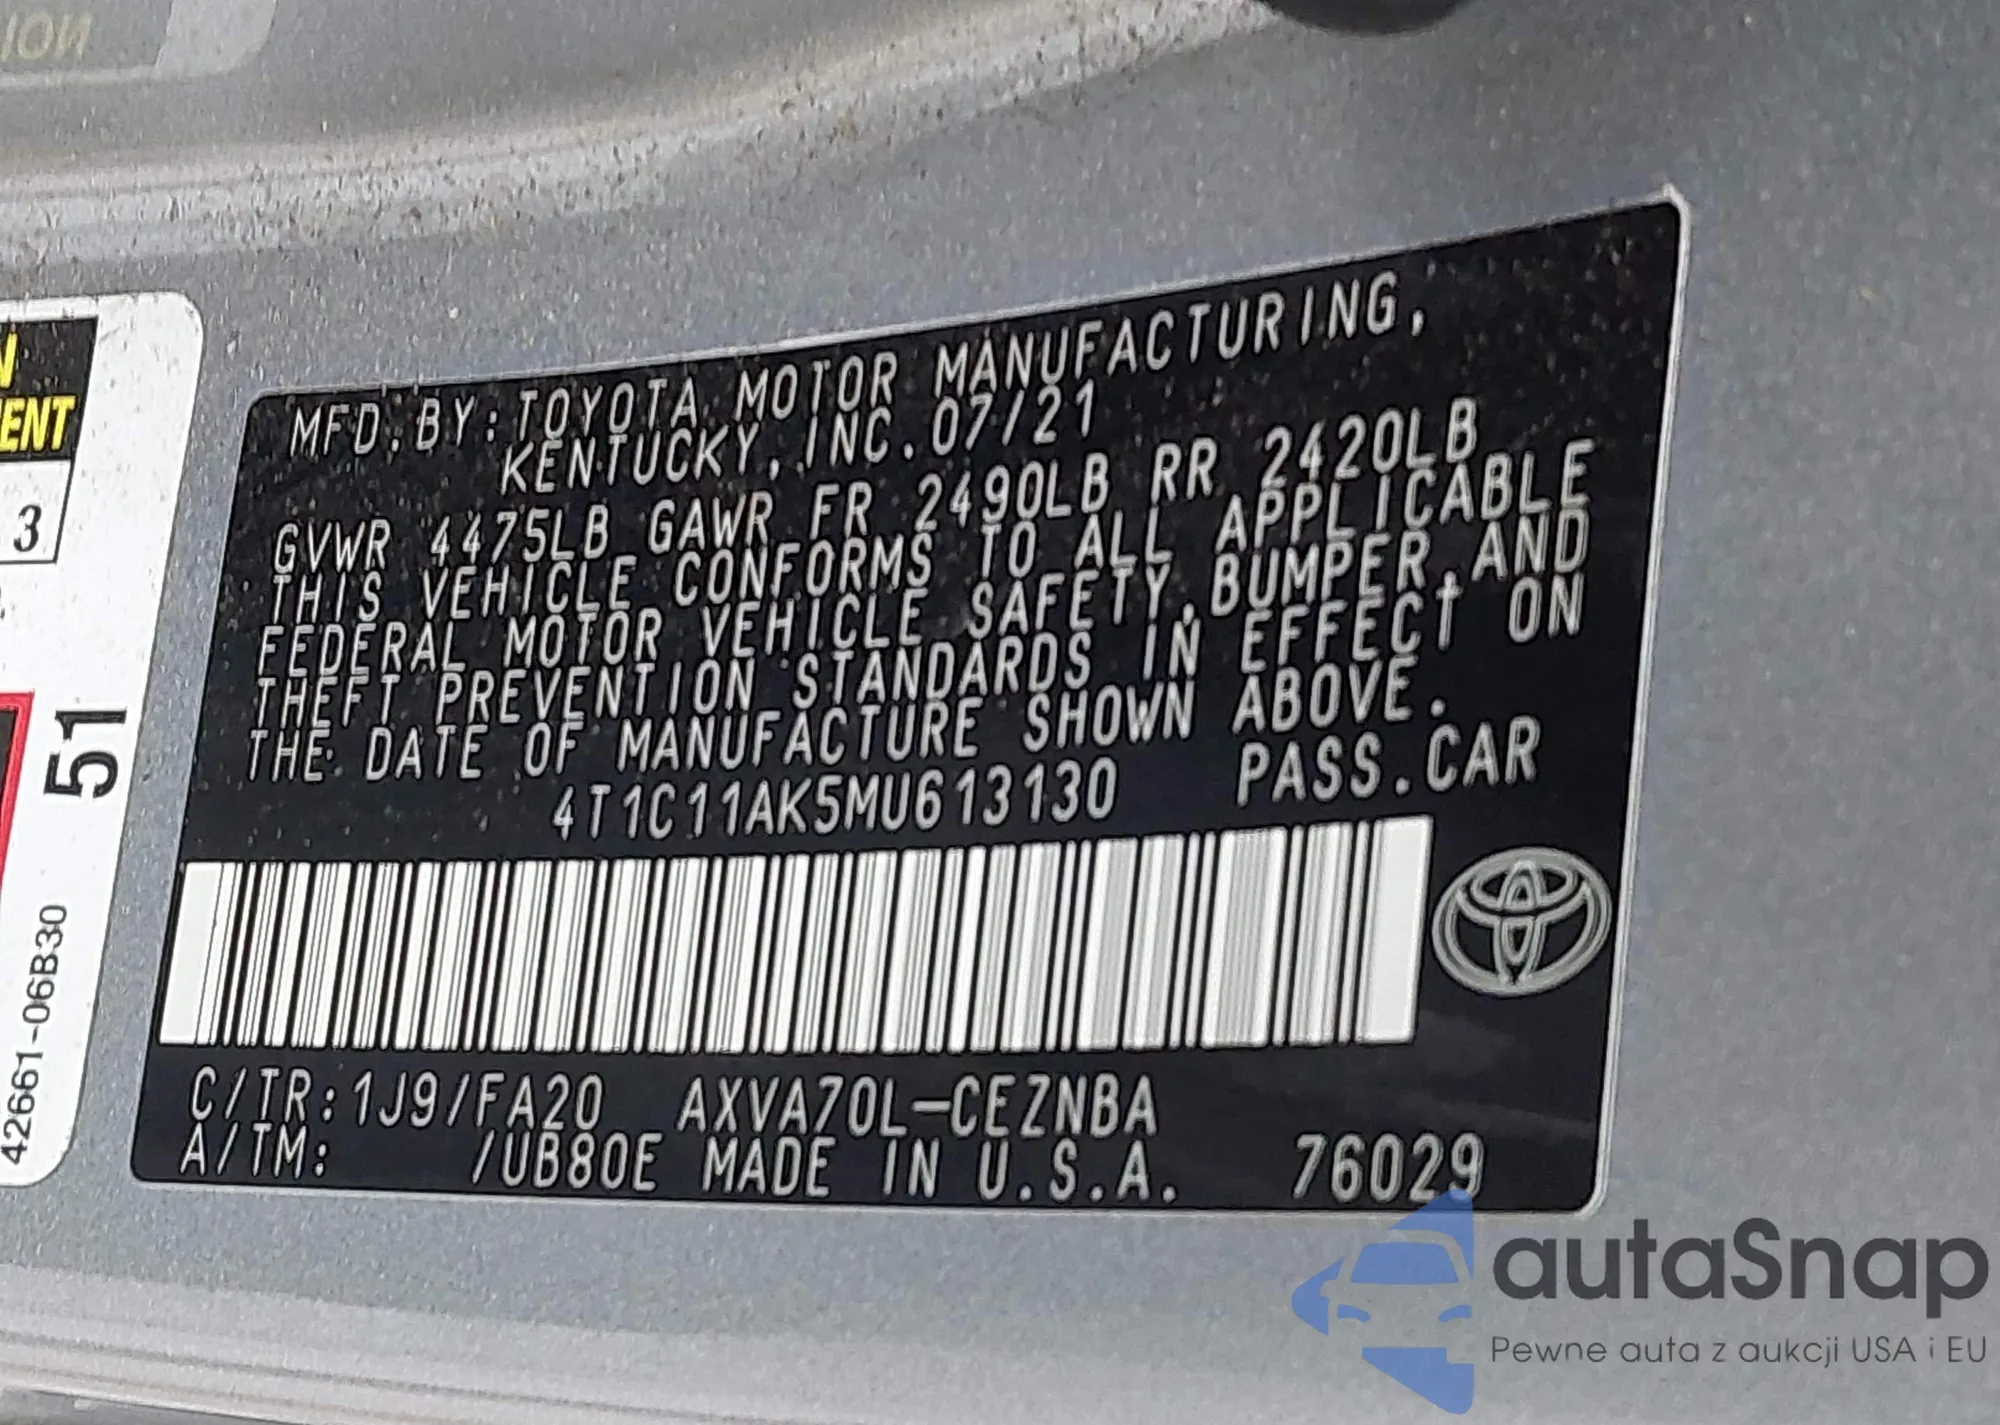 ION
N
ENT
3
51
42661-06B30
MFD. BY: TOYOTA MOTOR MANUFACTURING,
KENTUCKY, INC. 07/21
GVWR 4475LB GAWR FR 2490LB RR 2420LB
THIS VEHICLE CONFORMS TO ALL APPLICABLE
FEDERAL MOTOR VEHICLE SAFETY, BUMPER, AND
THEFT PREVENTION STANDARDS IN EFFECT ON
THE DATE OF MANUFACTURE SHOWN ABOVE.
4T1C11AK5MU613130 PASS.CAR
C/TR: 1J9/FA20 AXVA70L-CEZNBA
A/TM: /UB80E MADE IN U.S.A. 76029
autaSnap
Pewne auta z aukcji USA i EU